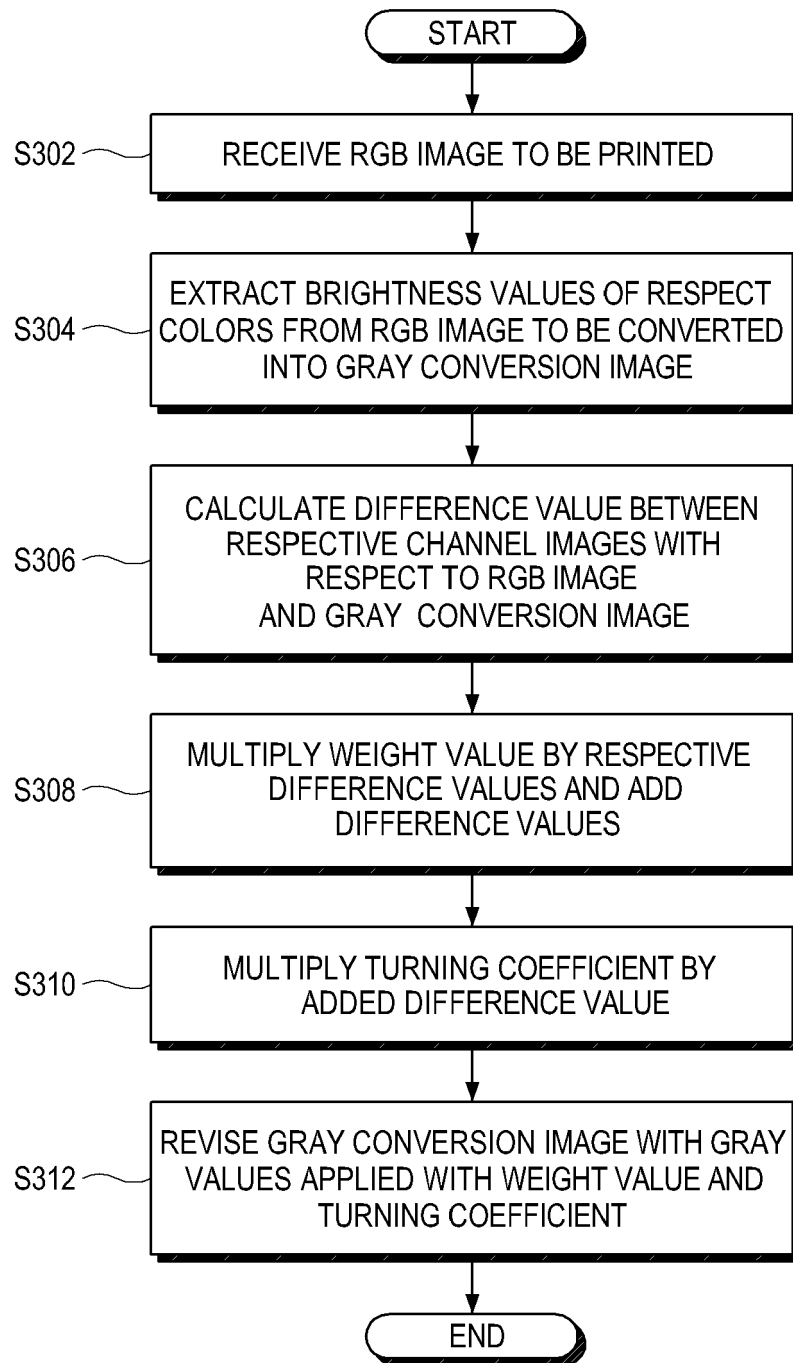 START
S302
RECEIVE RGB IMAGE TO BE PRINTED
S304
EXTRACT BRIGHTNESS VALUES OF RESPECT
COLORS FROM RGB IMAGE TO BE CONVERTED
INTO GRAY CONVERSION IMAGE
S306
CALCULATE DIFFERENCE VALUE BETWEEN
RESPECTIVE CHANNEL IMAGES WITH
RESPECT TO RGB IMAGE
AND GRAY CONVERSION IMAGE
S308
MULTIPLY WEIGHT VALUE BY RESPECTIVE
DIFFERENCE VALUES AND ADD
DIFFERENCE VALUES
S310
MULTIPLY TURNING COEFFICIENT BY
ADDED DIFFERENCE VALUE
S312
REVISE GRAY CONVERSION IMAGE WITH GRAY
VALUES APPLIED WITH WEIGHT VALUE AND
TURNING COEFFICIENT
END